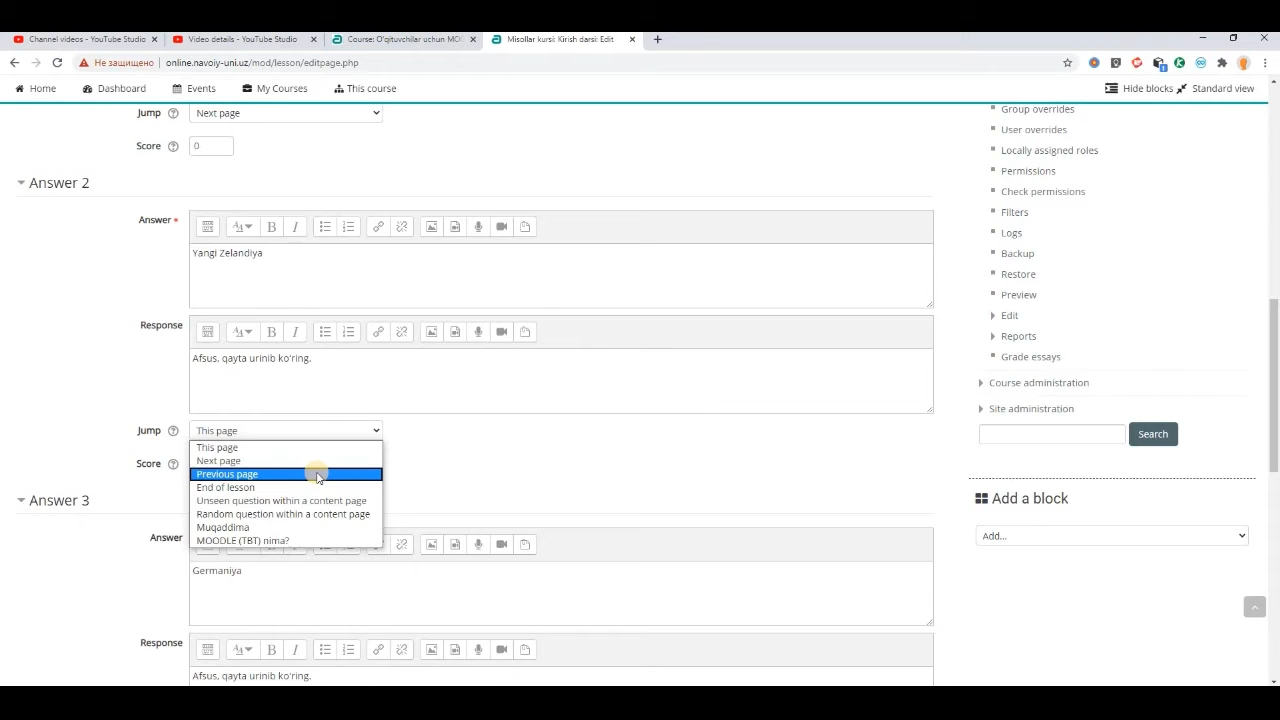 Channel videos - YouTube Studio
Video details - YouTube Studio
Course: O'qituvchilar uchun MO
Misollar kursi: Kirish darsi: Edit
Не защищено
online.navoiy-uni.uz/mod/lesson/editpage.php
Home
Dashboard
Events
My Courses
This course
Hide blocks
Standard view
Jump
Next page
Score
0
Answer 2
Answer
Yangi Zelandiya
Response
Afsus, qayta urinib ko'ring.
Jump
This page
This page
Next page
Previous page
End of lesson
Unseen question within a content page
Random question within a content page
Muqaddima
MOODLE (TBT) nima?
Score
Answer 3
Answer
Germaniya
Response
Afsus, qayta urinib ko'ring.
Group overrides
User overrides
Locally assigned roles
Permissions
Check permissions
Filters
Logs
Backup
Restore
Preview
Edit
Reports
Grade essays
Course administration
Site administration
Search
Add a block
Add...